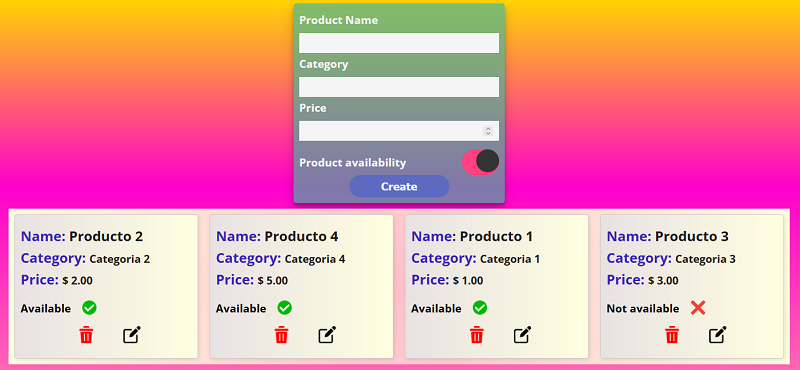 Product Name
Category
Price
Product availability
Create
Name: Producto 2
Category: Categoria 2
Price: $ 2.00
Available
Name: Producto 4
Category: Categoria 4
Price: $ 5.00
Available
Name: Producto 1
Category: Categoria 1
Price: $ 1.00
Available
Name: Producto 3
Category: Categoria 3
Price: $ 3.00
Not available